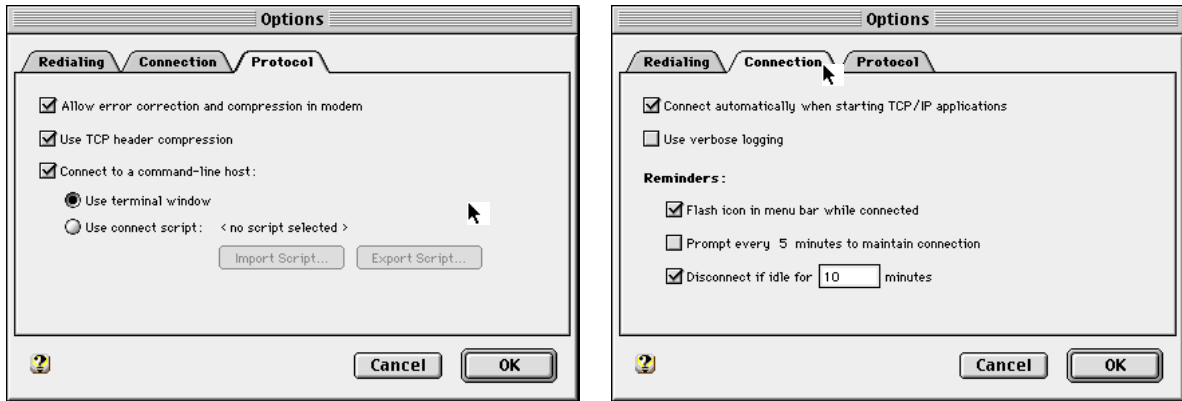 Options
Redialing Connection Protocol
Allow error correction and compression in modem
Use TCP header compression
Connect to a command-line host:
Use terminal window
Use connect script: < no script selected >
Import Script... Export Script...
Cancel OK
Options
Redialing Connection Protocol
Connect automatically when starting TCP/IP applications
Use verbose logging
Reminders:
Flash icon in menu bar while connected
Prompt every 5 minutes to maintain connection
Disconnect if idle for 10 minutes
Cancel OK